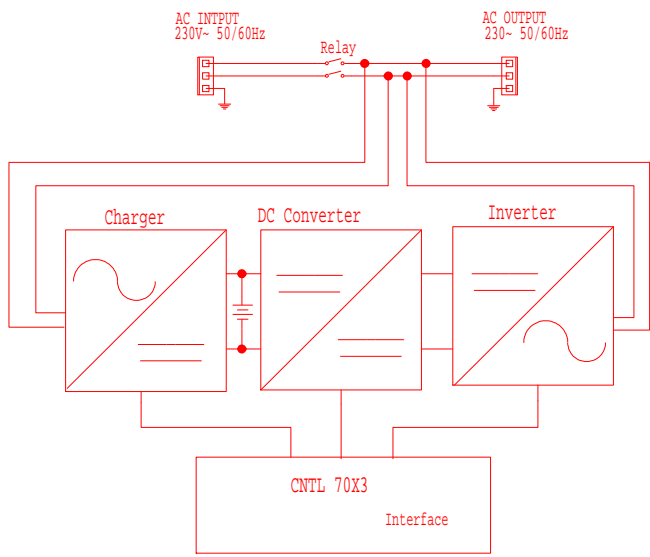 AC INTPUT
230V~ 50/60Hz
AC OUTPUT
230~ 50/60Hz
Relay
Charger
DC Converter
Inverter
CNTL 70X3
Interface